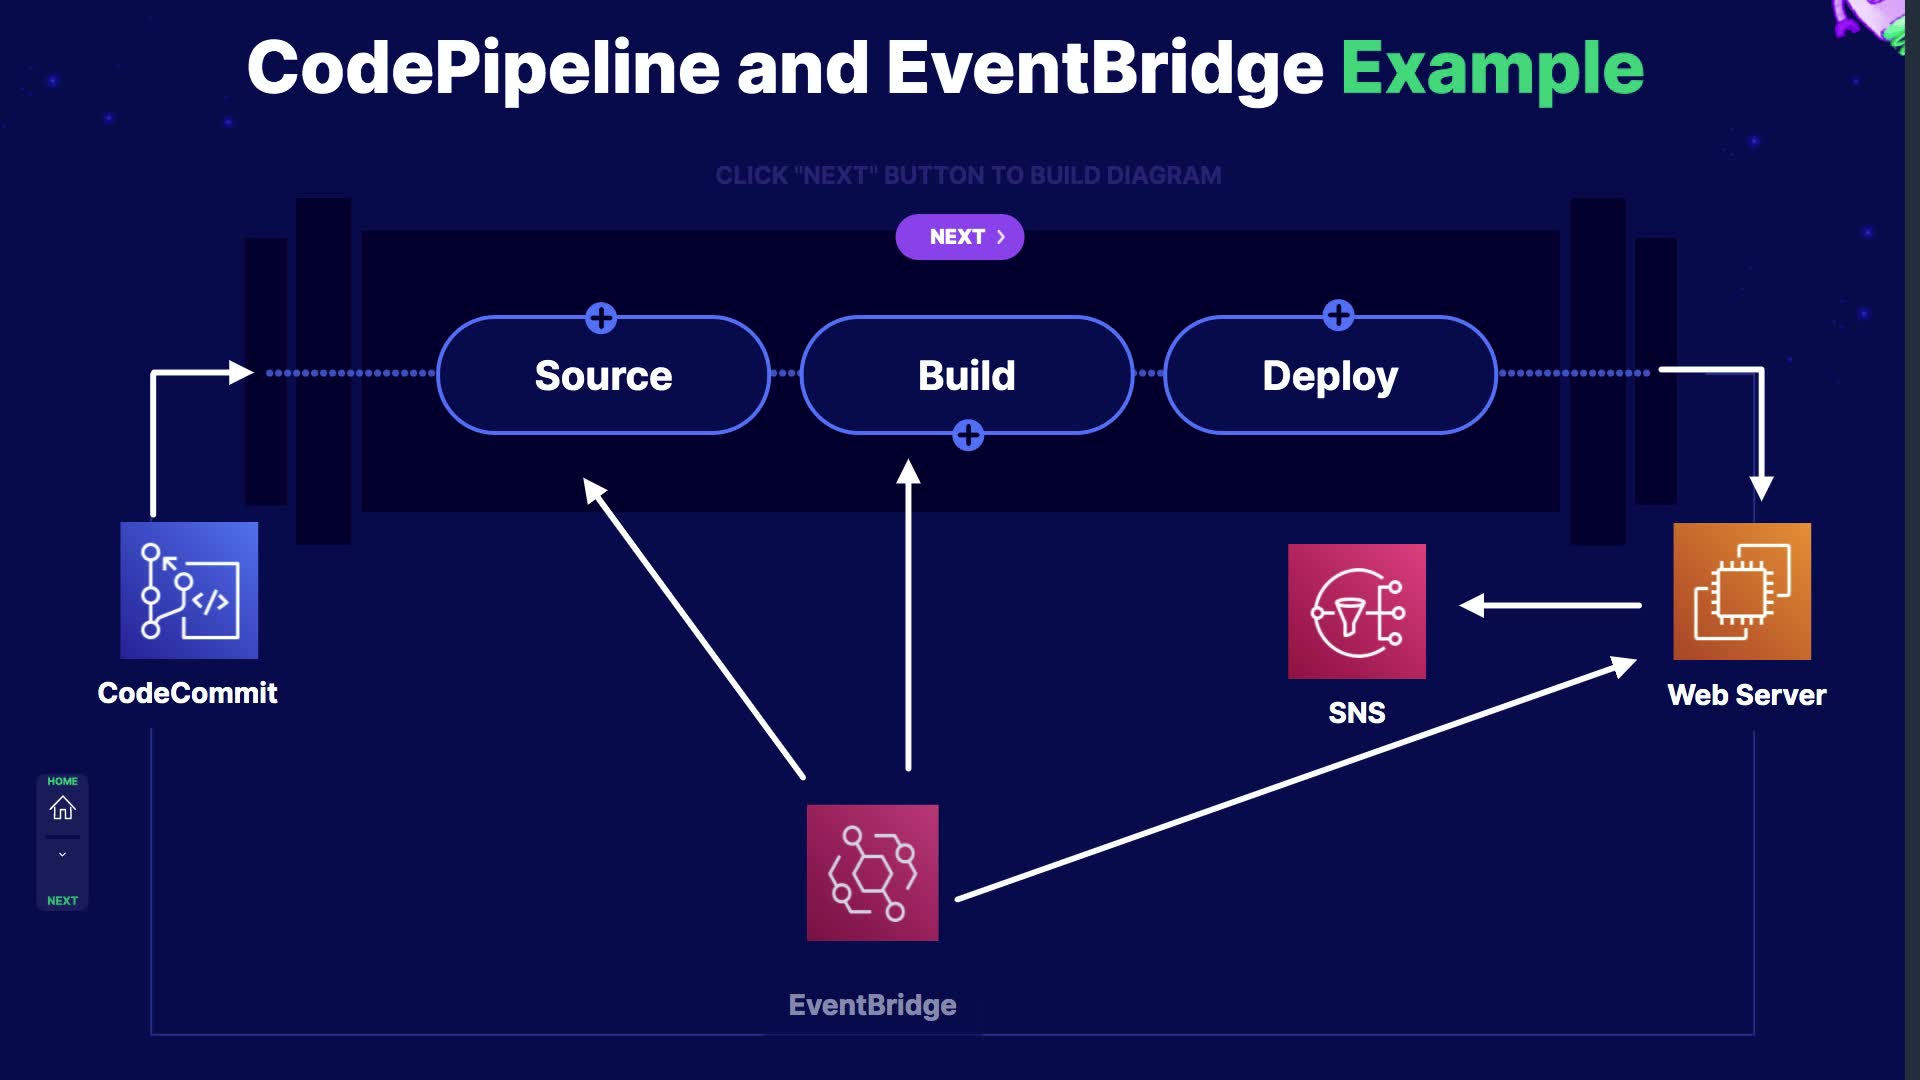 CodePipeline and EventBridge Example
CLICK "NEXT" BUTTON TO BUILD DIAGRAM
NEXT
Source
Build
Deploy
</>
CodeCommit
SNS
Web Server
HOME
NEXT
EventBridge